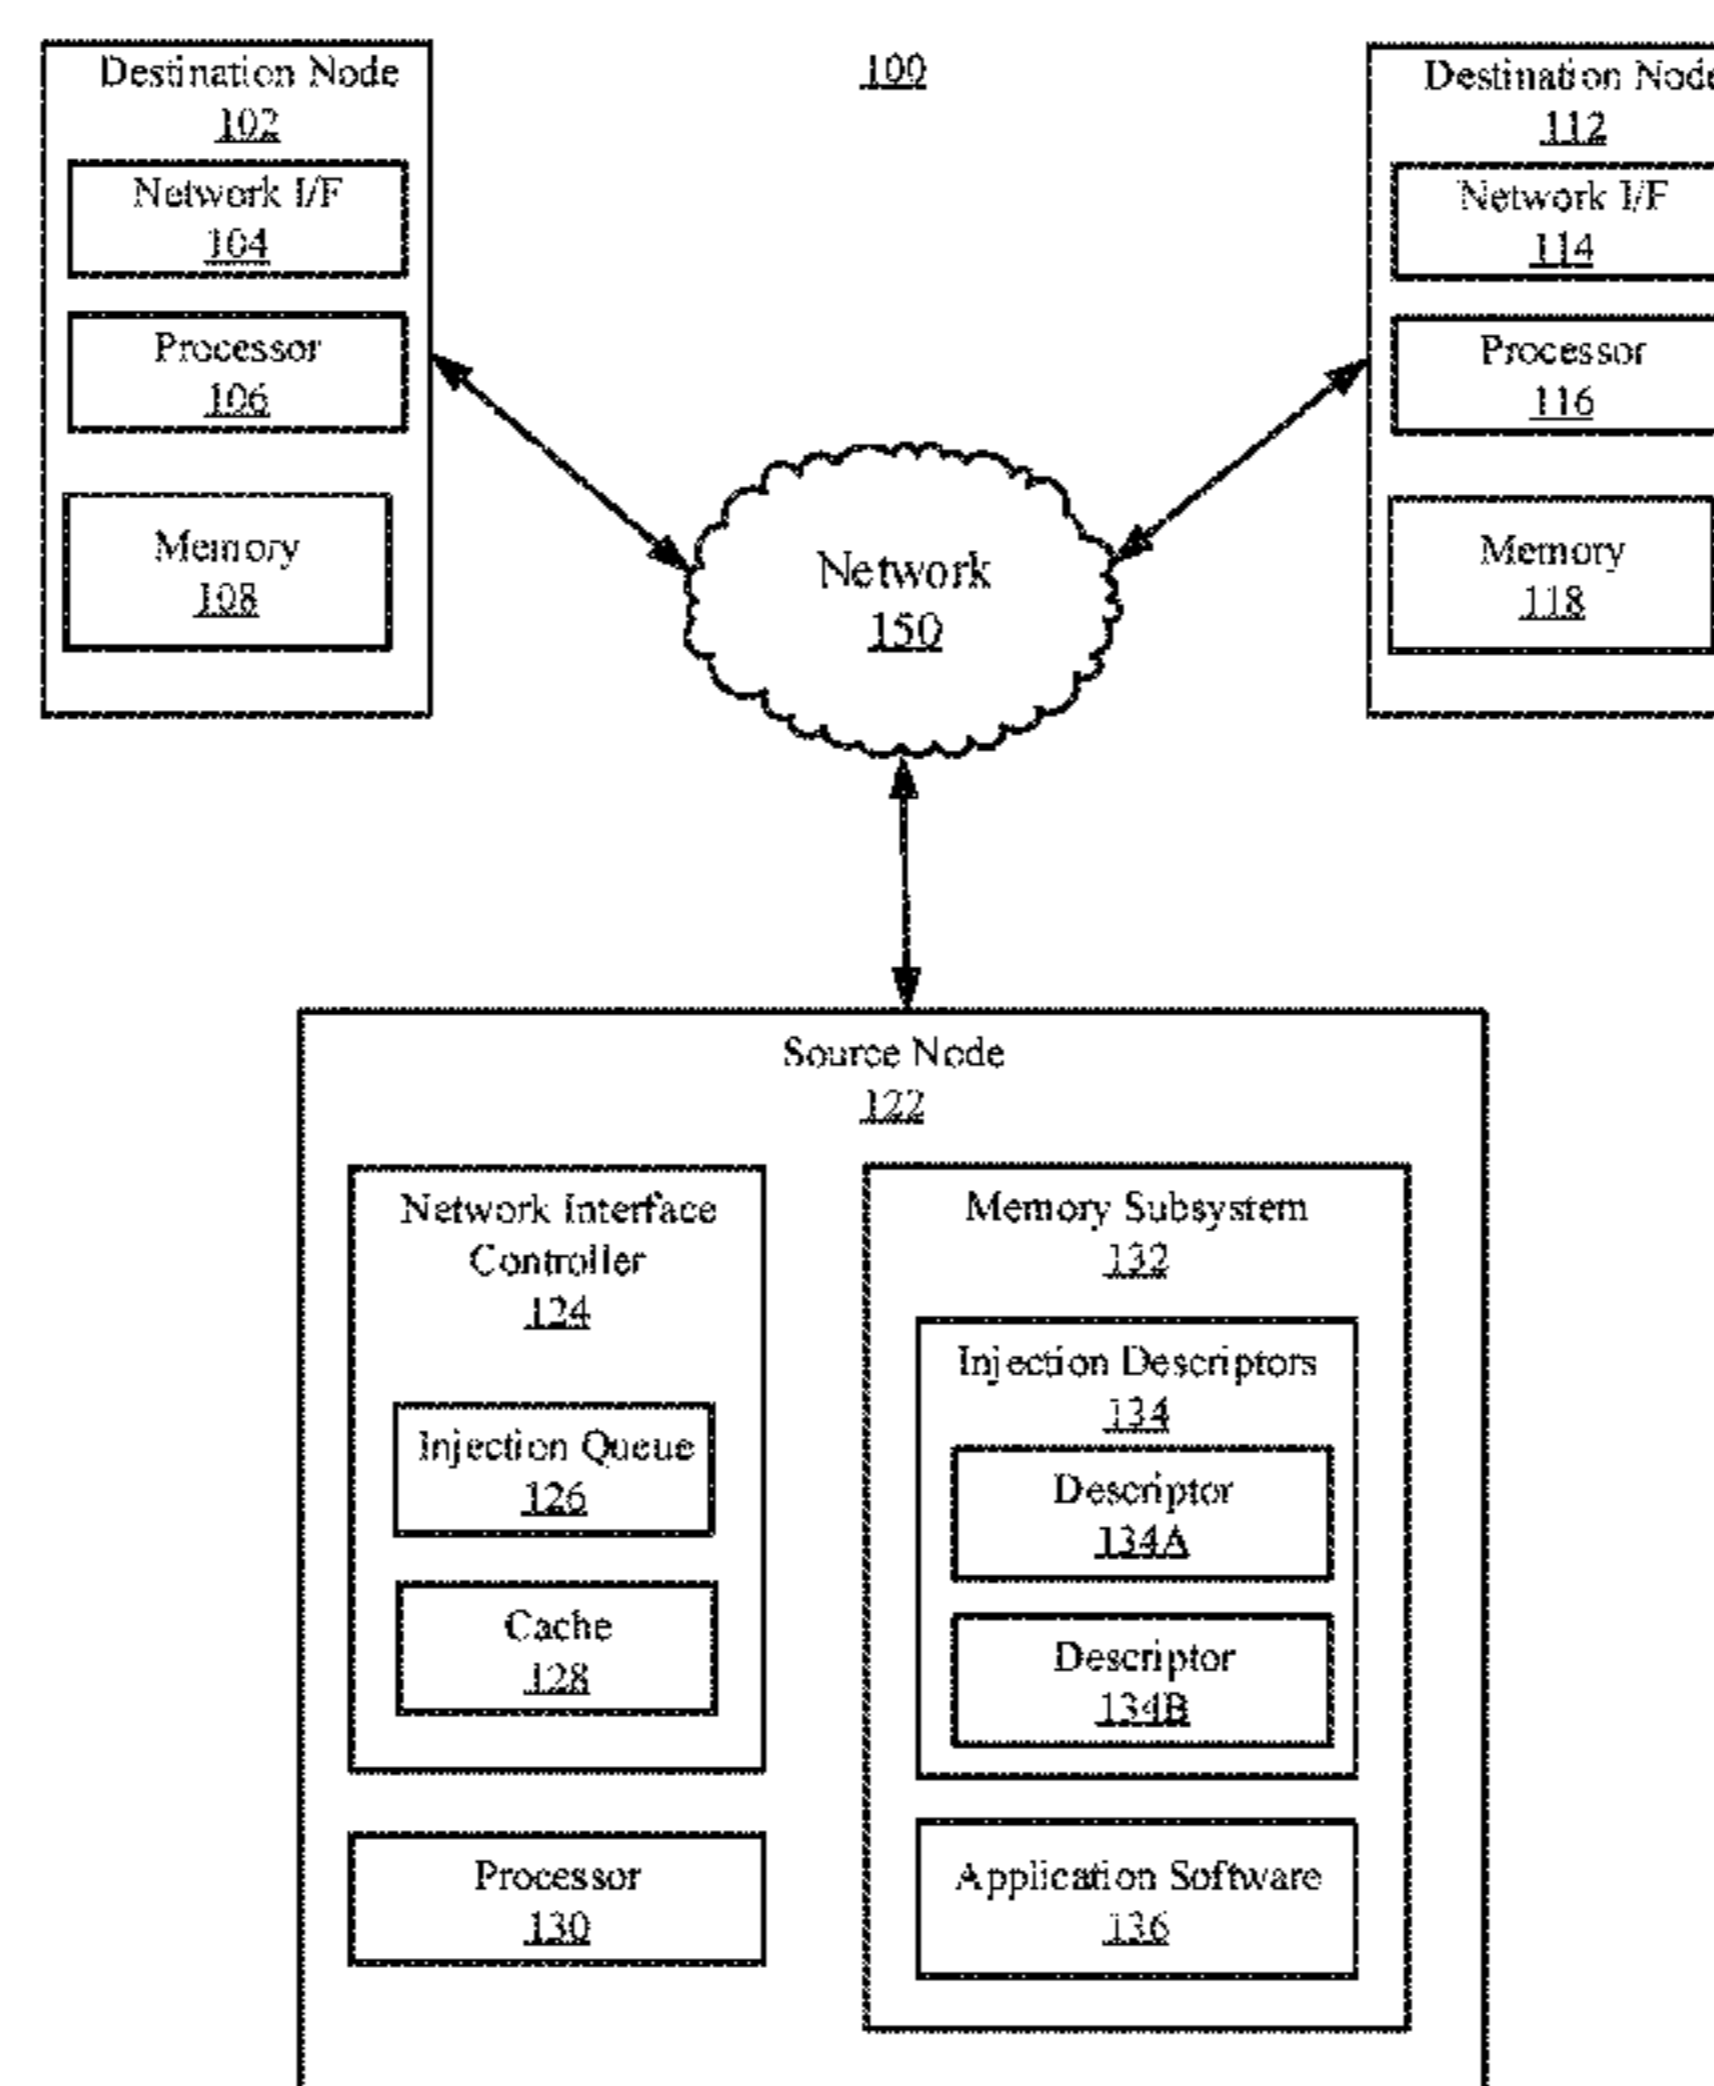 Destination Node
102
Network I/F
104
Processor
106
Memory
108
100
Destination Node
112
Network I/F
114
Processor
116
Memory
118
Network
150
Source Node
122
Network Interface
Controller
124
Injection Queue
126
Cache
128
Processor
130
Memory Subsystem
132
Injection Descriptors
134
Descriptor
134A
Descriptor
134B
Application Software
136